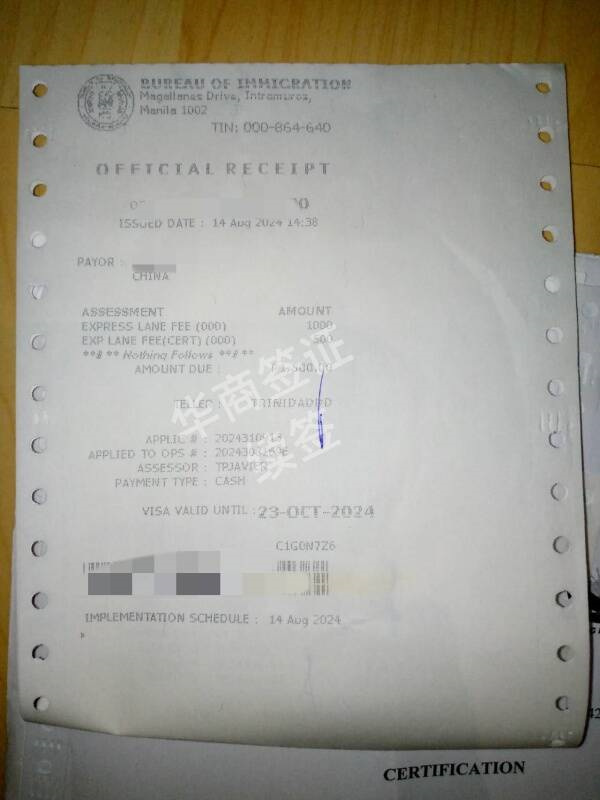 BUREAU OF IMMIGRATION
Magallanes Drive, Intramuros,
Manila 1002
TIN: 000-864-640
OFFICIAL RECEIPT
ISSUED DATE : 14 Aug 2024 14:38
PAYOR :
CHINA
ASSESSMENT AMOUNT
EXPRESS LANE FEE (000) 1000
EXP LANE FEE(CERT) (000) 500
**# ** Nothing Follows **# **
AMOUNT DUE :
华商签证
续签
TELLER : TRINIDADRD
APPLIC # :
APPLIED TO OPS # :
ASSESSOR : TPJAVIER
PAYMENT TYPE : CASH
VISA VALID UNTIL : 23-OCT-2024
C1G0N7Z6
IMPLEMENTATION SCHEDULE : 14 Aug 2024
CERTIFICATION